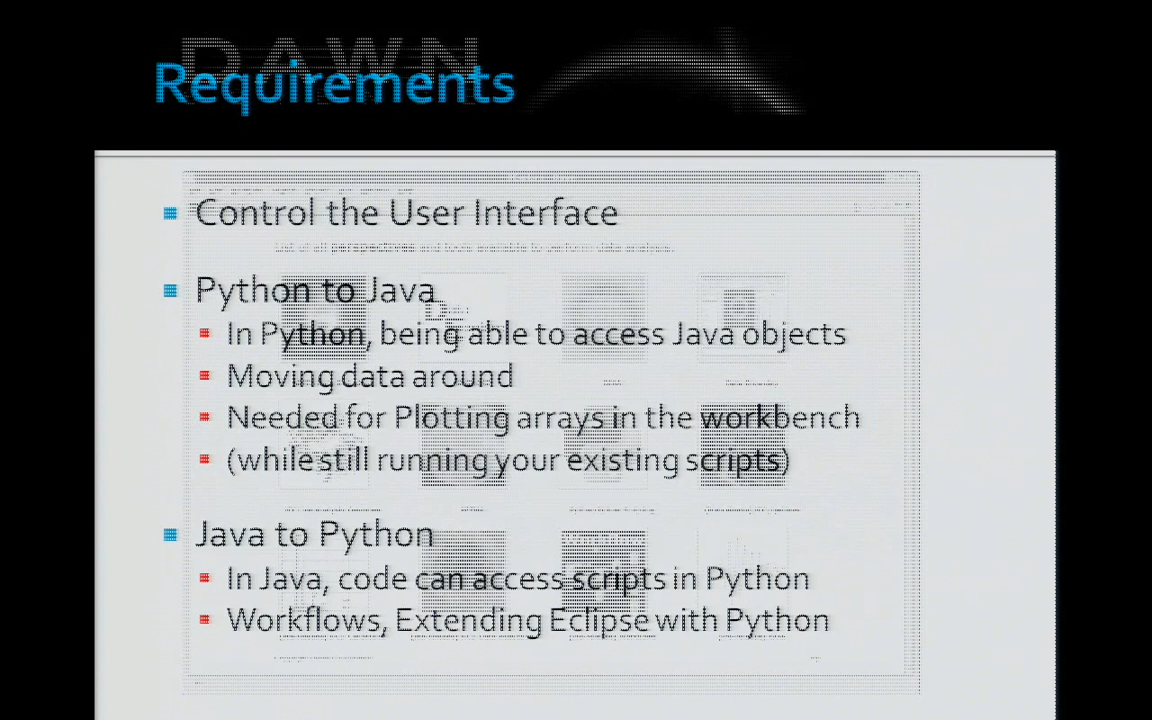 DAWN
Requirements
Control the User Interface
Python to Java
In Python, being able to access Java objects
Moving data around
Needed for Plotting arrays in the workbench
(while still running your existing scripts)
Java to Python
In Java, code can access scripts in Python
Workflows, Extending Eclipse with Python